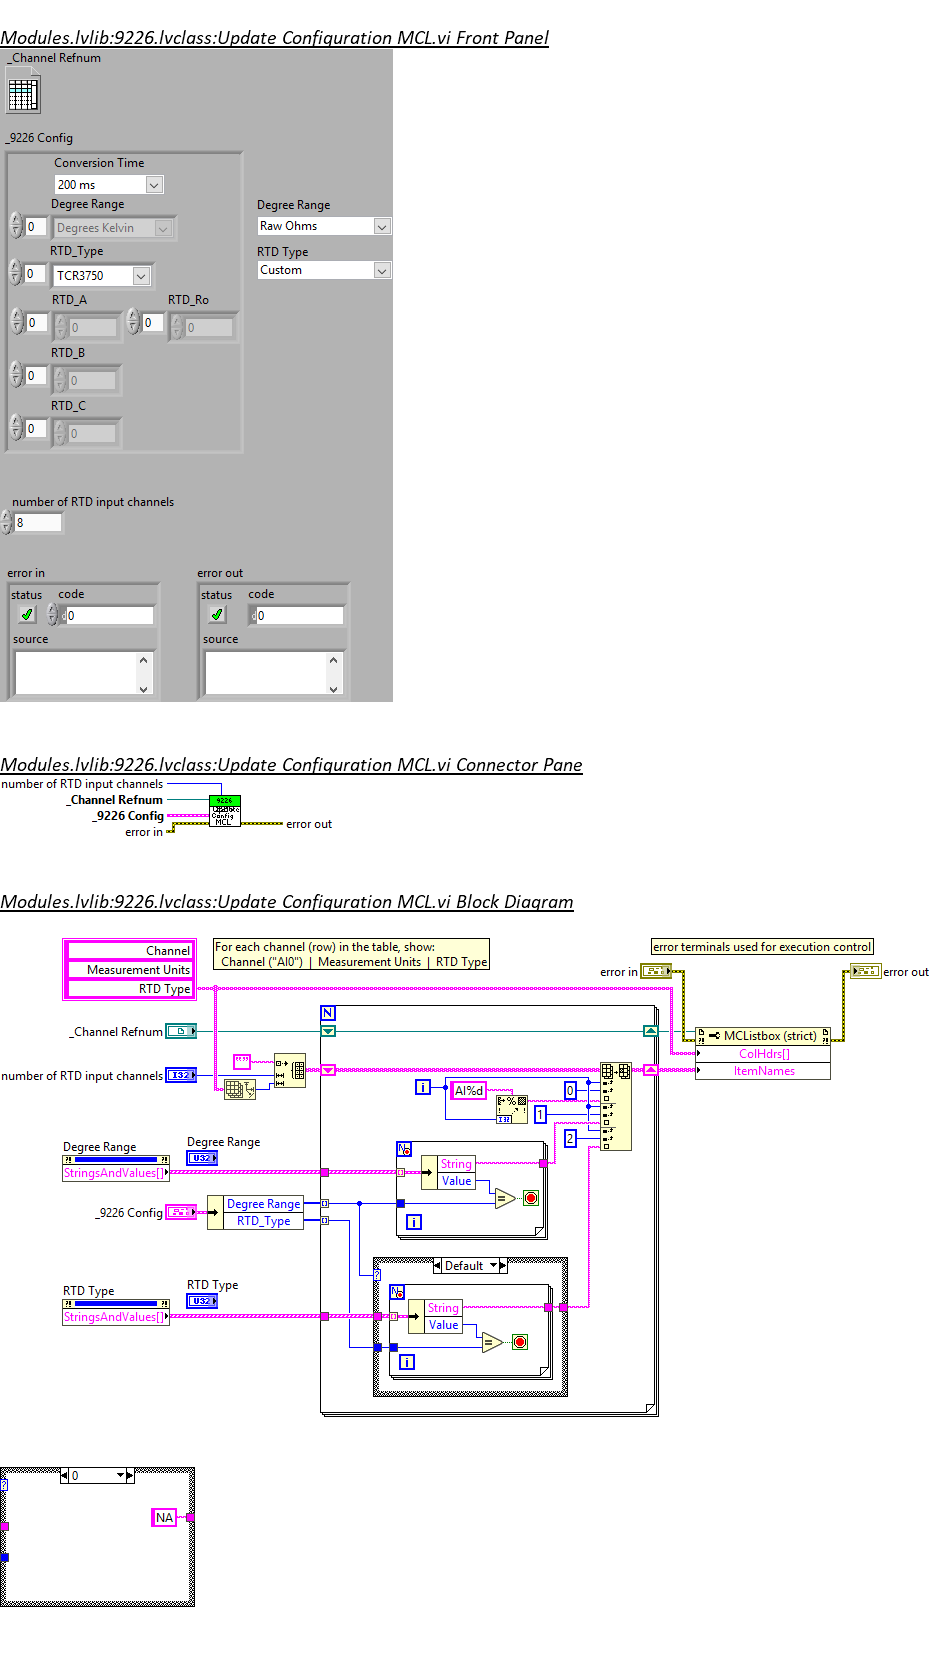 Modules.lvlib:9226.lvclass:Update Configuration MCL.vi Front Panel
_Channel Refnum
_9226 Config
Conversion Time
200 ms
Degree Range
0
Degrees Kelvin
RTD_Type
0
TCR3750
RTD_A
RTD_Ro
0
0
0
0
RTD_B
0
0
RTD_C
0
0
Degree Range
Raw Ohms
RTD Type
Custom
number of RTD input channels
8
error in
status
code
d 0
source
error out
status
code
d 0
source
Modules.lvlib:9226.lvclass:Update Configuration MCL.vi Connector Pane
number of RTD input channels
_Channel Refnum
_9226 Config
error in
9226
Config
MCL
error out
Modules.lvlib:9226.lvclass:Update Configuration MCL.vi Block Diagram
Channel
Measurement Units
RTD Type
For each channel (row) in the table, show:
Channel ("AI0") | Measurement Units | RTD Type
error terminals used for execution control
error in
error out
N
_Channel Refnum
MCListbox (strict)
ColHdrs[]
ItemNames
number of RTD input channels
I32
""
i
AI%d
I32
0
1
2
Degree Range
StringsAndValues[]
Degree Range
U32
N
String
Value
=
i
_9226 Config
Degree Range
RTD_Type
?
Default
RTD Type
StringsAndValues[]
RTD Type
U32
N
String
Value
=
i
0
?
NA